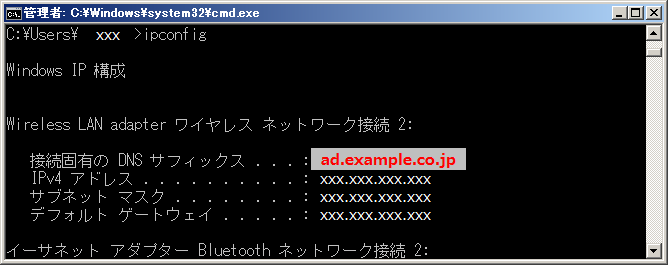 管理者: C:¥Windows¥system32¥cmd.exe
C:¥Users¥ xxx >ipconfig
Windows IP 構成
Wireless LAN adapter ワイヤレス ネットワーク接続 2:
接続固有の DNS サフィックス . . . : ad.example.co.jp
IPv4 アドレス . . . . . . . . . . : xxx.xxx.xxx.xxx
サブネット マスク . . . . . . . . : xxx.xxx.xxx.xxx
デフォルト ゲートウェイ . . . . . : xxx.xxx.xxx.xxx
イーサネット アダプター Bluetooth ネットワーク接続 2: